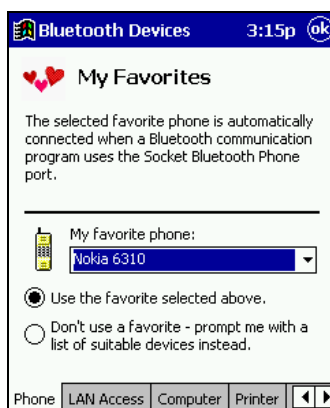 Bluetooth Devices 3:15p ok
My Favorites
The selected favorite phone is automatically
connected when a Bluetooth communication
program uses the Socket Bluetooth Phone
port.
My favorite phone:
Nokia 6310
Use the favorite selected above.
Don't use a favorite - prompt me with a
list of suitable devices instead.
Phone LAN Access Computer Printer